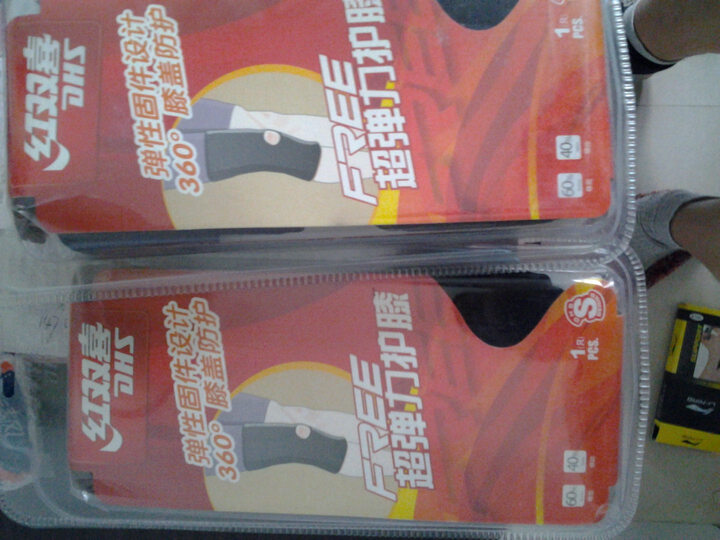 红双喜
DHS
弹性固件设计
360° 膝盖防护
FREE
超弹力护膝
1只
PCS.
60%
40%
红双喜
DHS
弹性固件设计
360° 膝盖防护
FREE
超弹力护膝
S
1只
PCS.
60%
40%
LI-NING